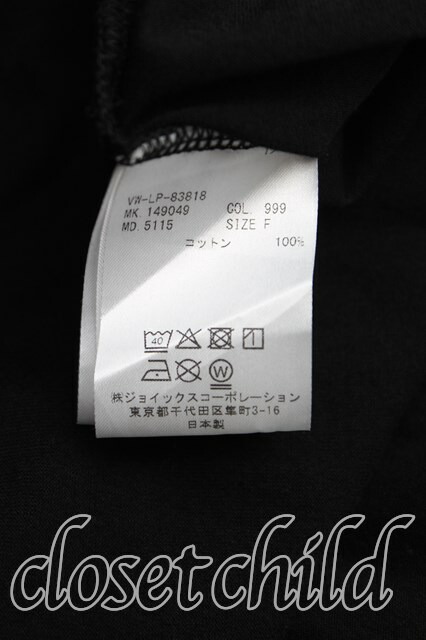 VW-LP-83818
MK. 149049 COL. 999
MD. 5115 SIZE F
コットン 100%
40
W
㈱ジョイックスコーポレーション
東京都千代田区隼町3-16
日本製
closet child